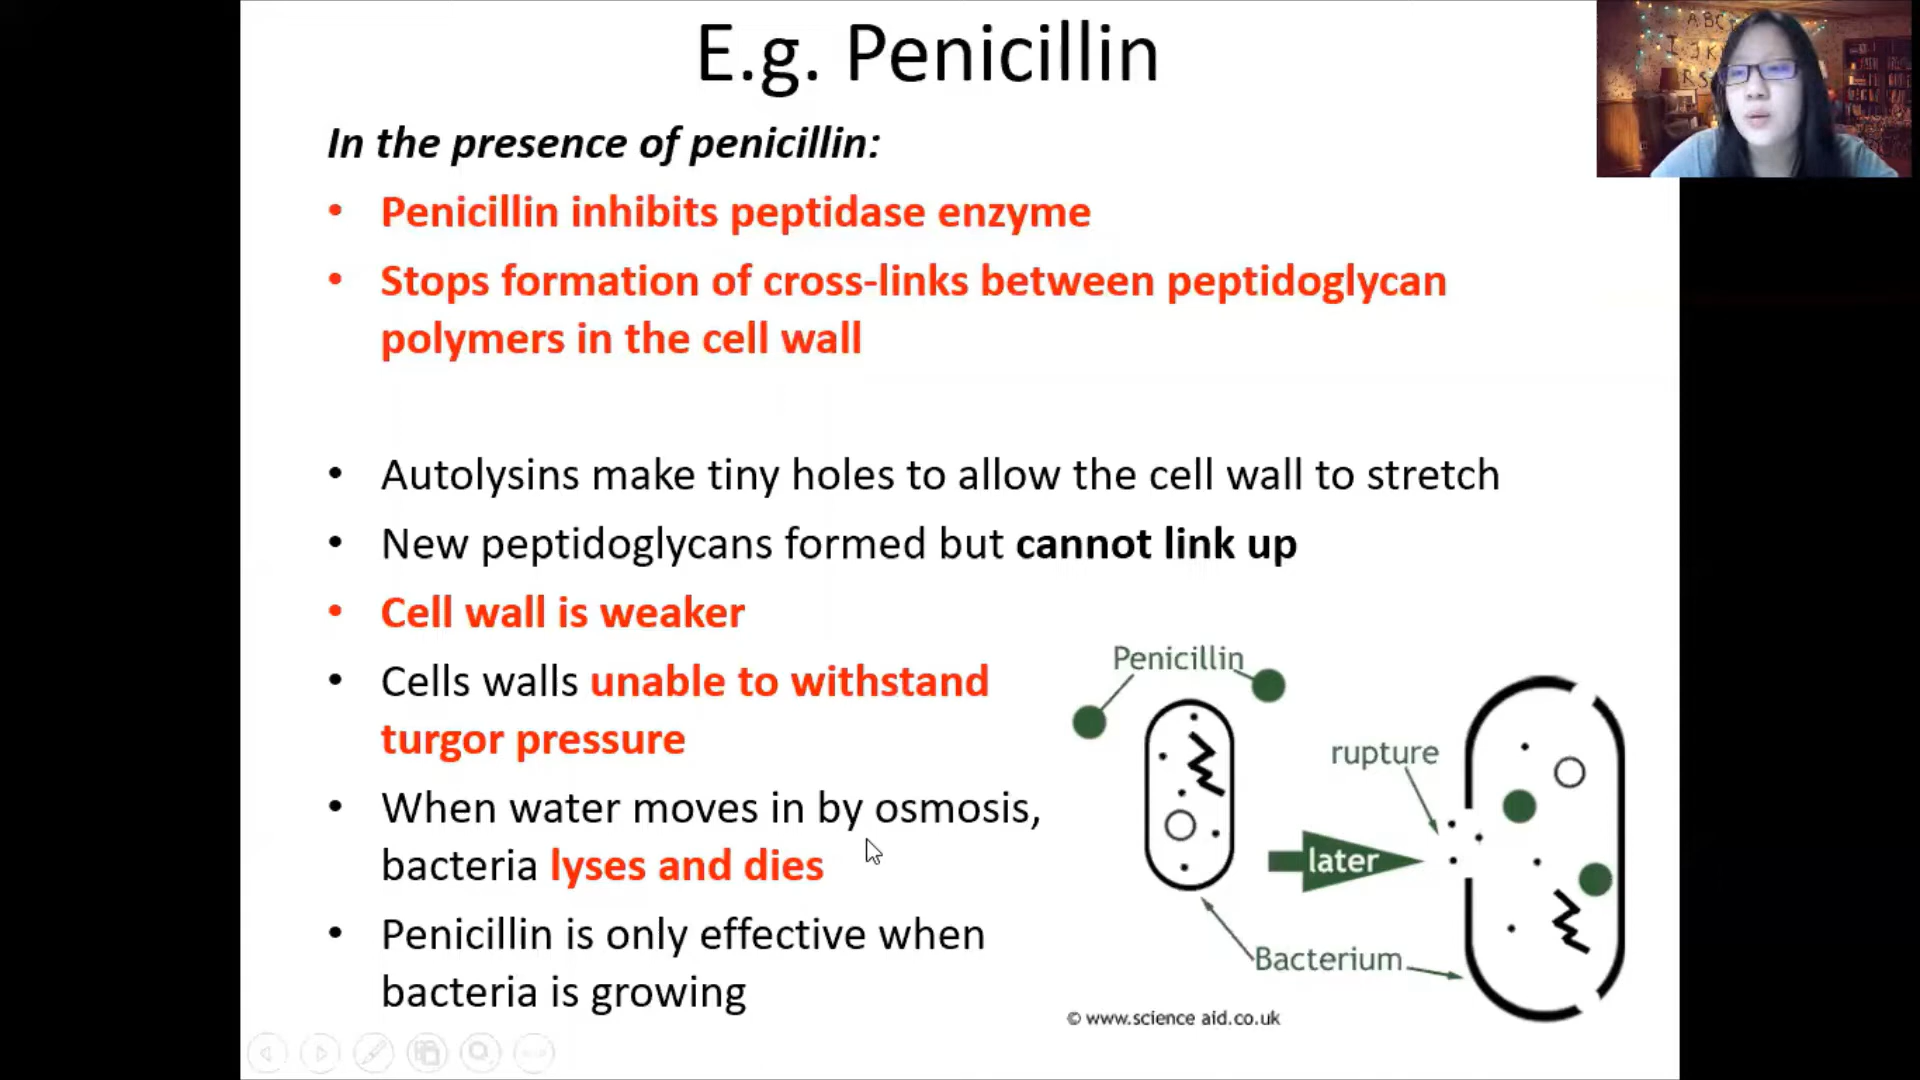 E.g. Penicillin
In the presence of penicillin:
• Penicillin inhibits peptidase enzyme
• Stops formation of cross-links between peptidoglycan
polymers in the cell wall
• Autolysins make tiny holes to allow the cell wall to stretch
• New peptidoglycans formed but cannot link up
• Cell wall is weaker
• Cells walls unable to withstand
turgor pressure
• When water moves in by osmosis,
bacteria lyses and dies
• Penicillin is only effective when
bacteria is growing
Penicillin
rupture
later
Bacterium
© www.science aid.co.uk